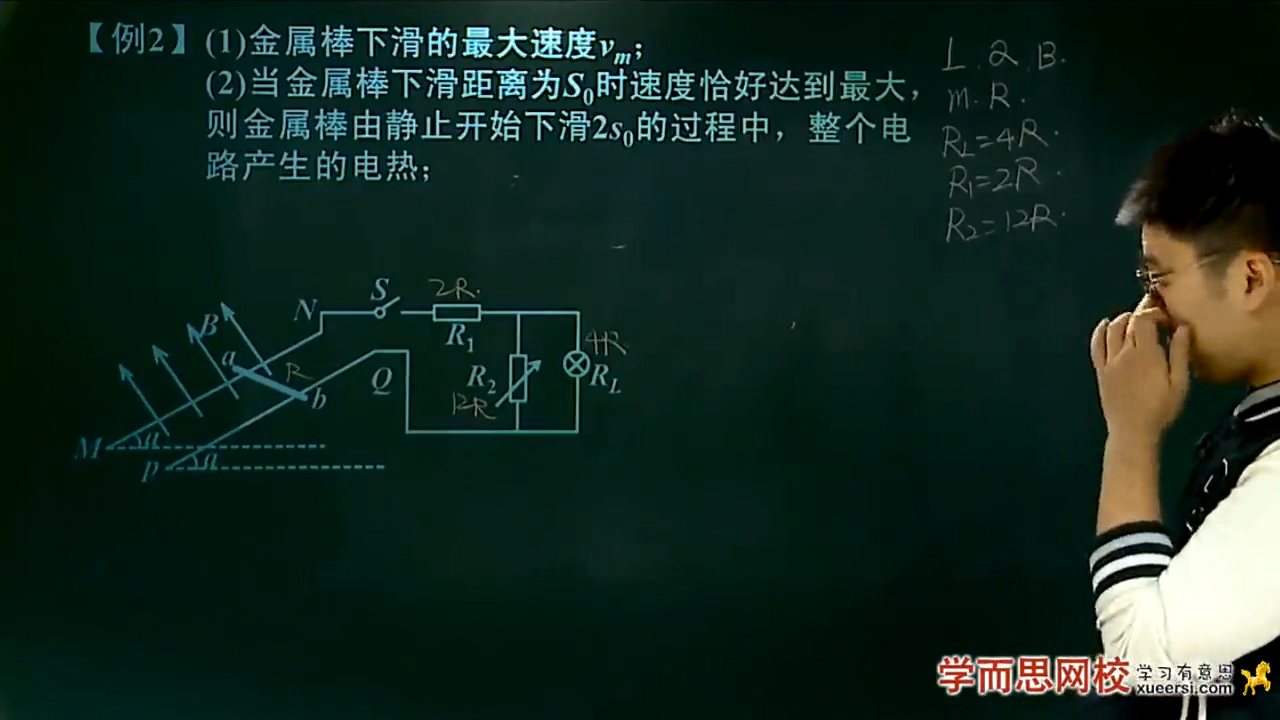 【例2】(1)金属棒下滑的最大速度vm;
(2)当金属棒下滑距离为S0时速度恰好达到最大,
则金属棒由静止开始下滑2s0的过程中，整个电
路产生的电热;
L. α. B.
m. R.
RL=4R.
R1=2R.
R2=12R.
N
S
2R.
R1
B
a
R
b
Q
R2
12R
4R
RL
M
α
P
α
学而思网校
学习有意思
xueersi.com